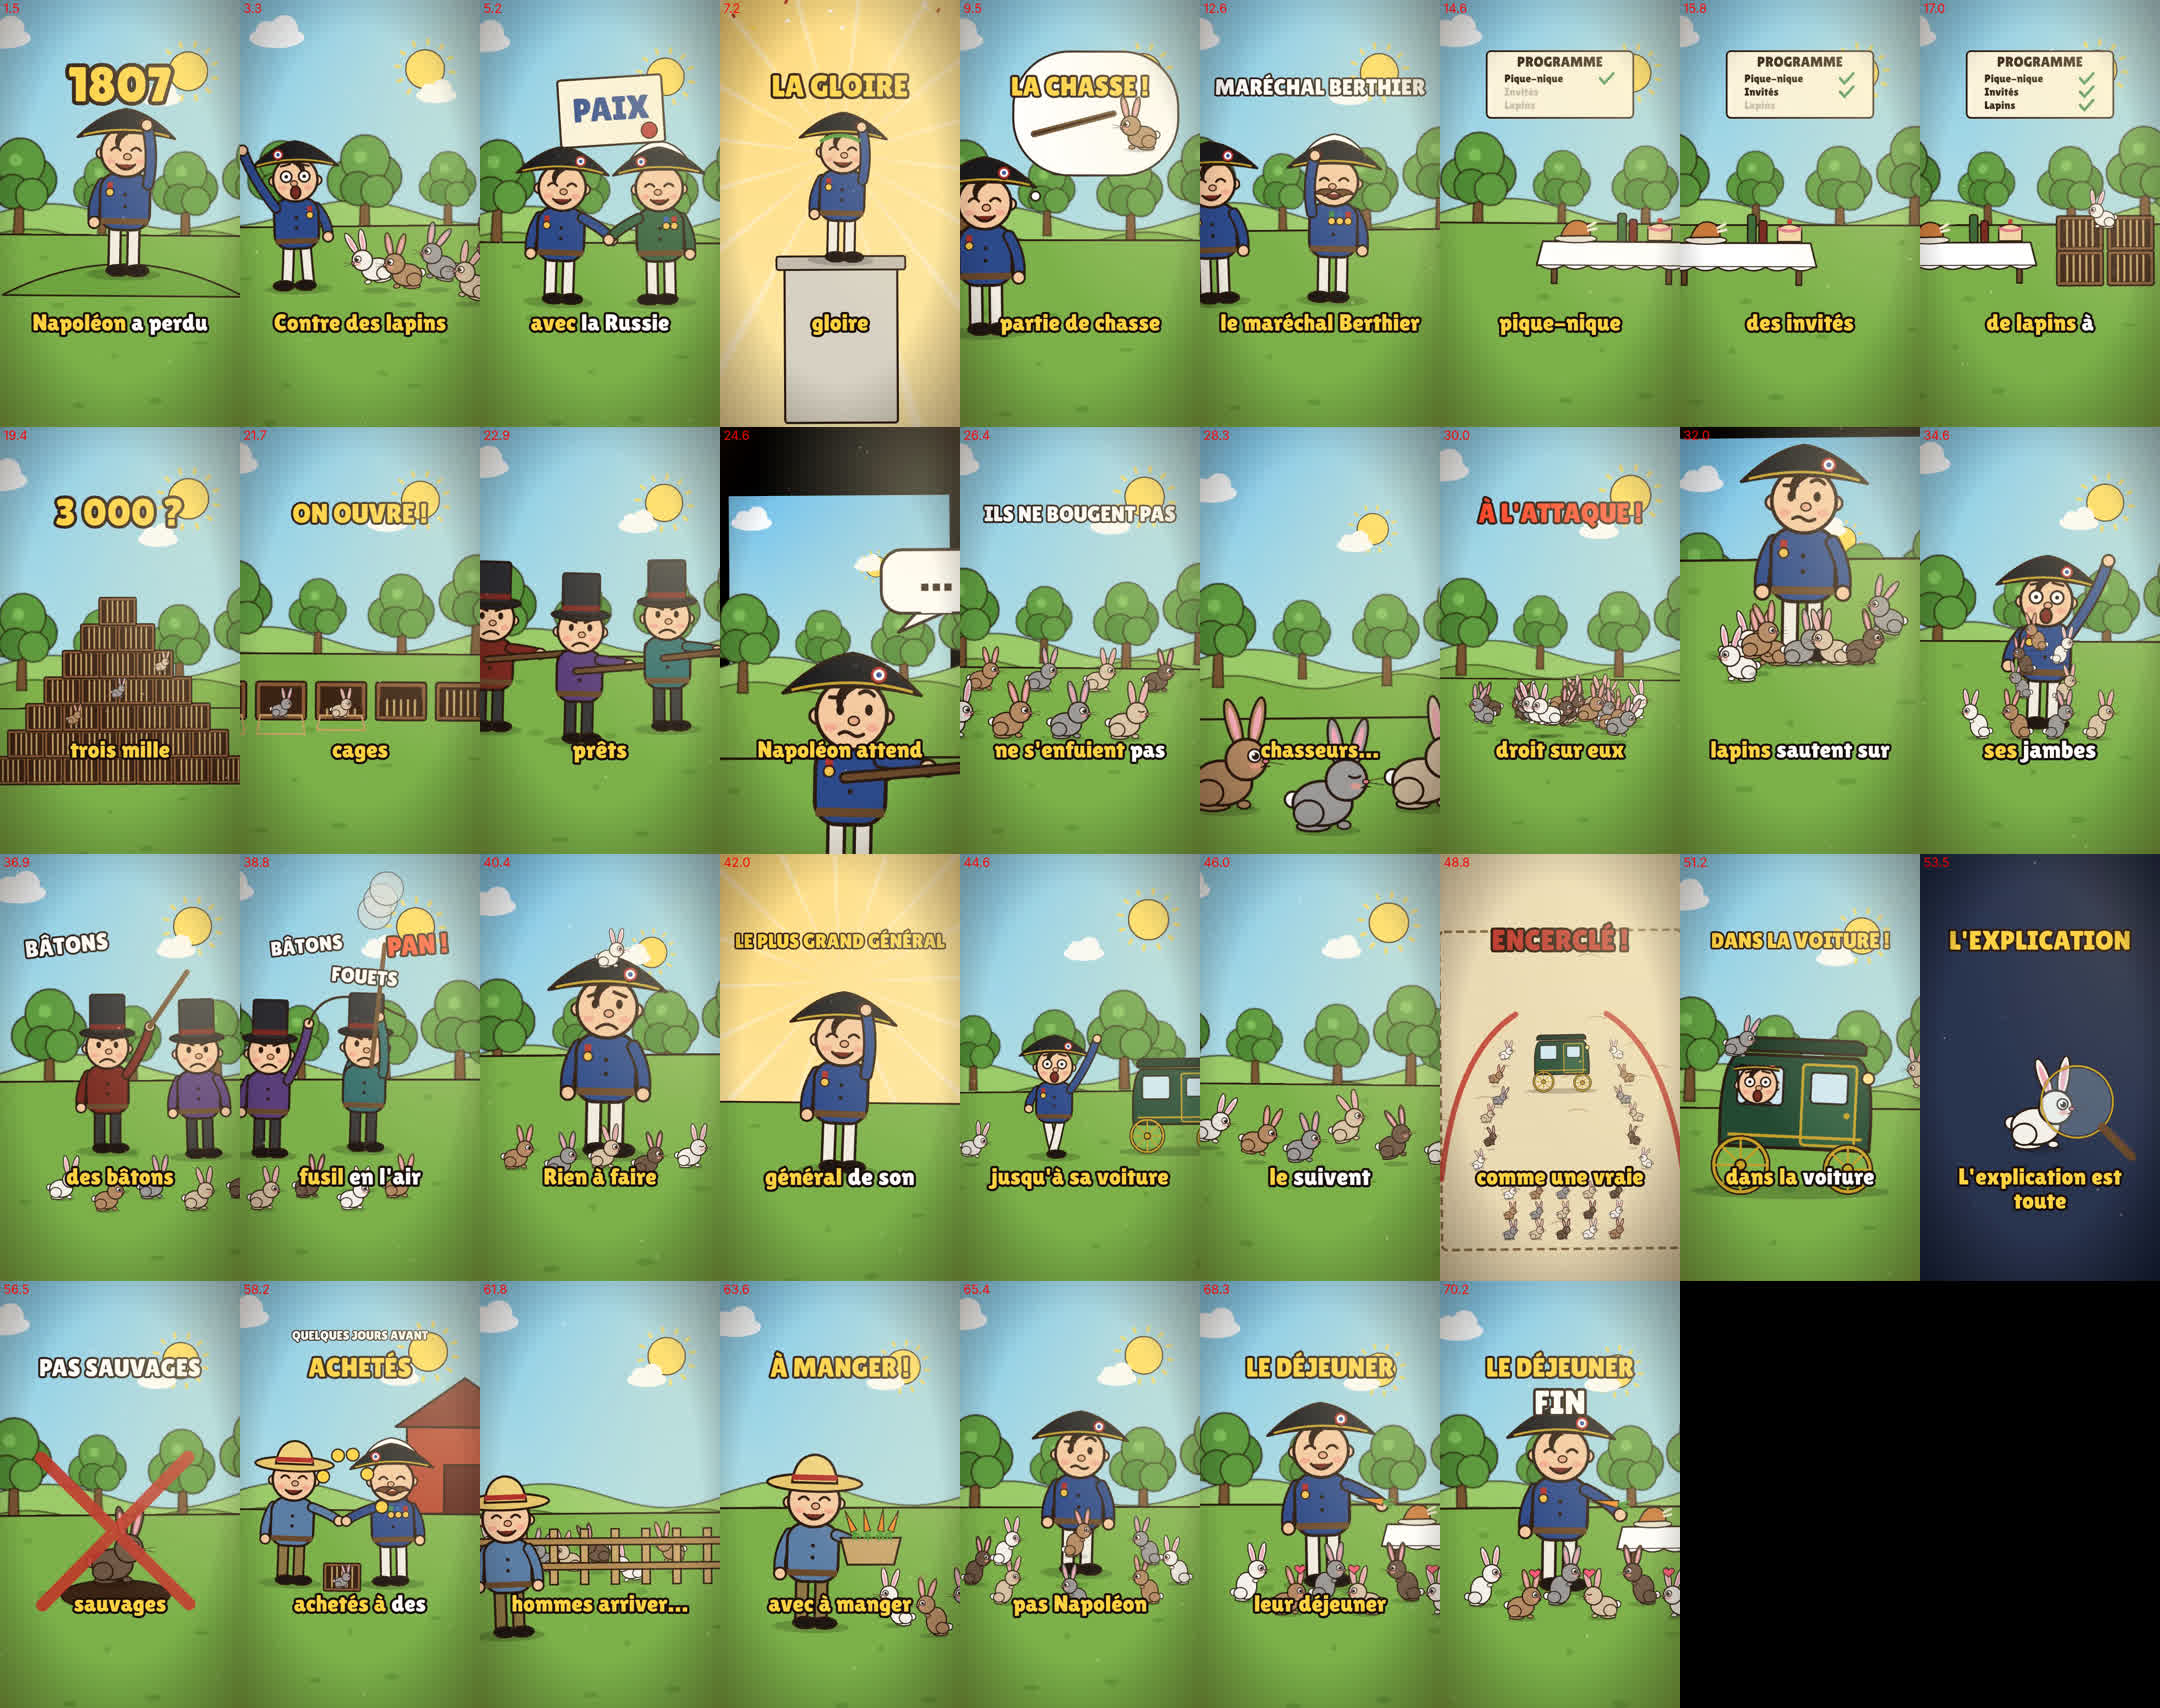 1.5
1807
Napoléon a perdu
3.3
Contre des lapins
5.2
PAIX
avec la Russie
7.2
LA GLOIRE
gloire
9.5
LA CHASSE !
partie de chasse
12.6
MARÉCHAL BERTHIER
le maréchal Berthier
14.6
PROGRAMME
Pique-nique
Invités
Lapins
pique-nique
15.8
PROGRAMME
Pique-nique
Invités
Lapins
des invités
17.0
PROGRAMME
Pique-nique
Invités
Lapins
de lapins à
19.4
3 000 ?
trois mille
21.7
ON OUVRE !
cages
22.9
prêts
24.6
...
Napoléon attend
26.4
ILS NE BOUGENT PAS
ne s'enfuient pas
28.3
chasseurs...
30.0
À L'ATTAQUE !
droit sur eux
32.0
lapins sautent sur
34.6
ses jambes
36.9
BÂTONS
des bâtons
38.8
BÂTONS
PAN !
FOUETS
fusil en l'air
40.4
Rien à faire
42.0
LE PLUS GRAND GÉNÉRAL
général de son
44.6
jusqu'à sa voiture
46.0
le suivent
48.8
ENCERCLÉ !
comme une vraie
51.2
DANS LA VOITURE !
dans la voiture
53.5
L'EXPLICATION
L'explication est
toute
56.5
PAS SAUVAGES
sauvages
58.2
QUELQUES JOURS AVANT
ACHETÉS
achetés à des
61.8
hommes arriver...
63.6
À MANGER !
avec à manger
65.4
pas Napoléon
68.3
LE DÉJEUNER
leur déjeuner
70.2
LE DÉJEUNER
FIN